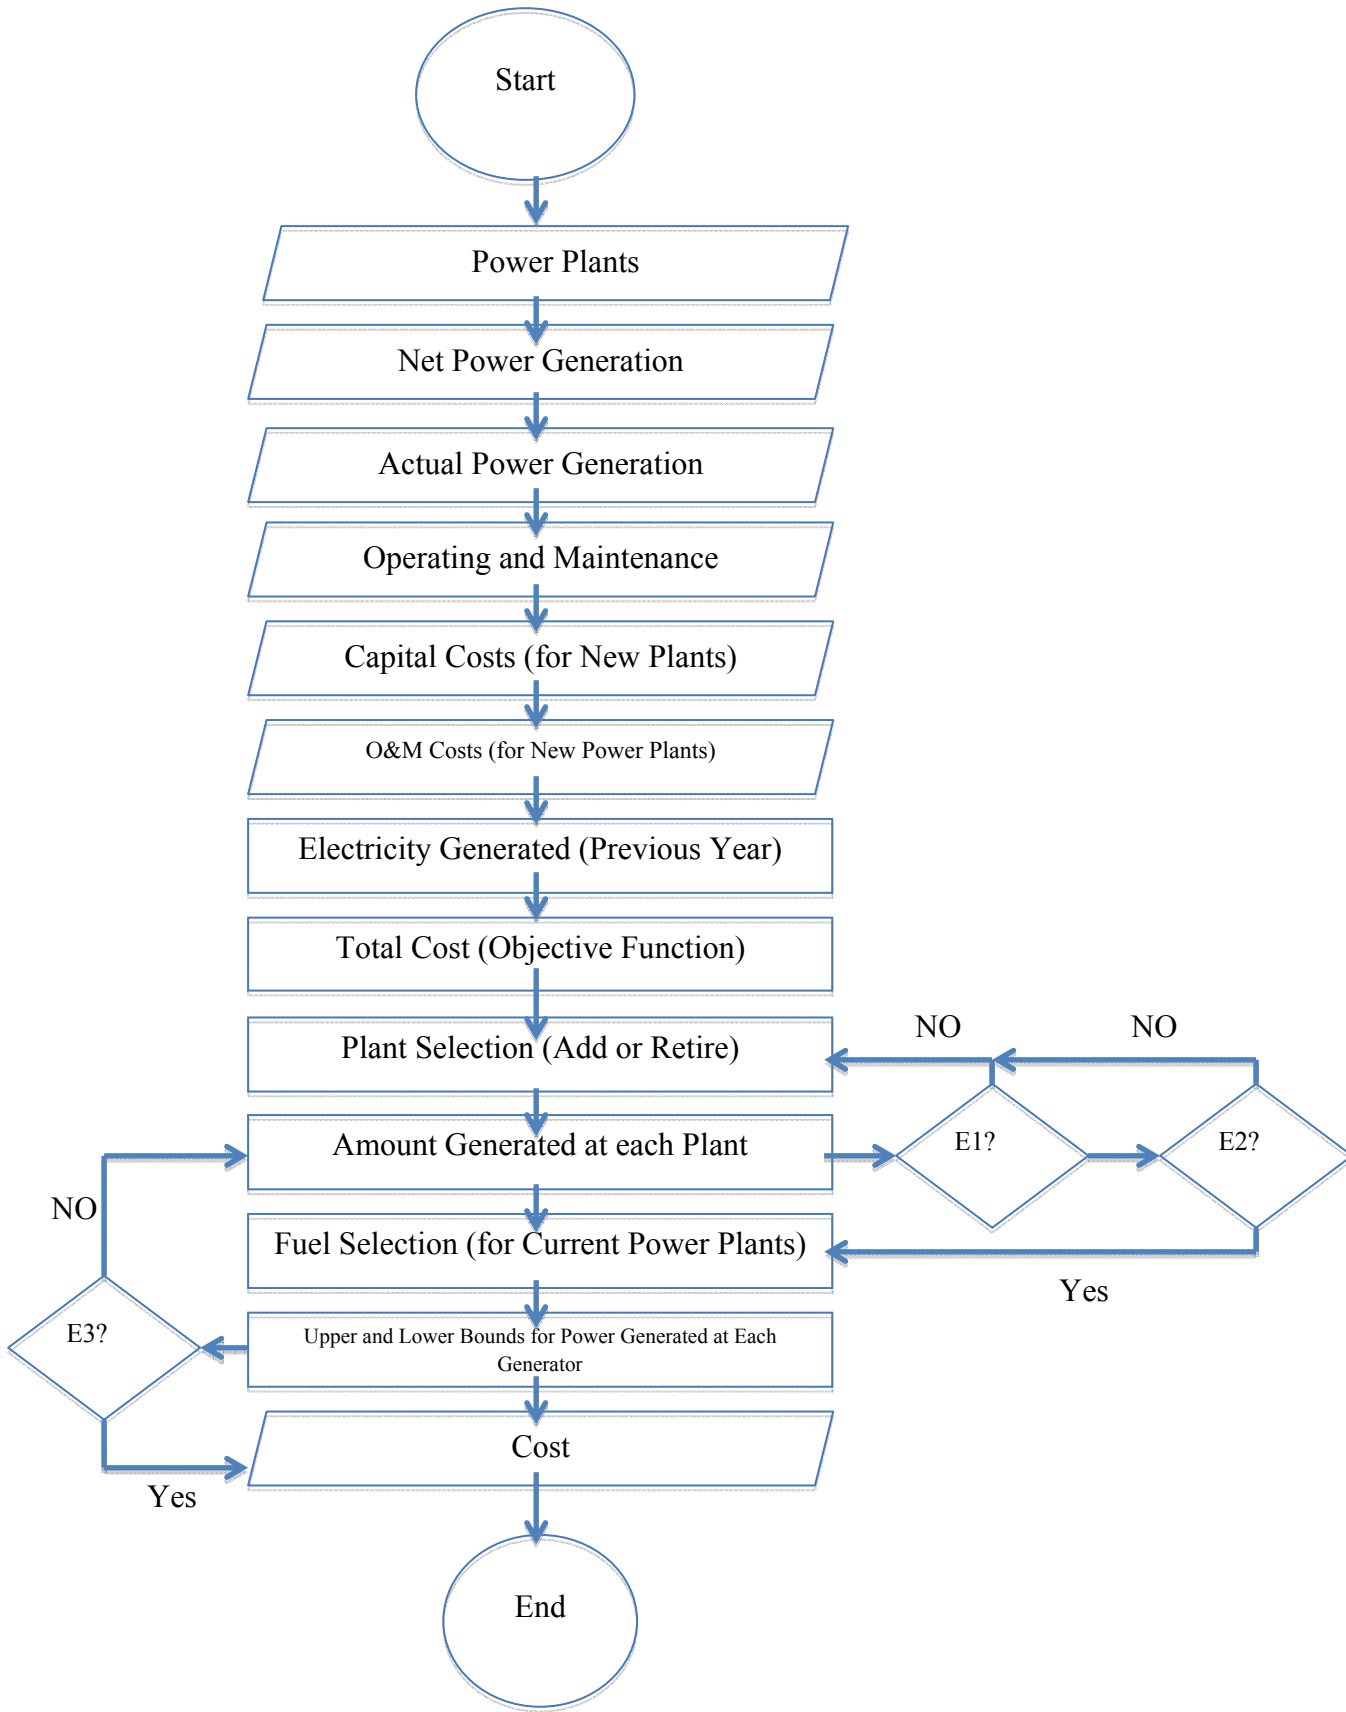 Start
Power Plants
Net Power Generation
Actual Power Generation
Operating and Maintenance
Capital Costs (for New Plants)
O&M Costs (for New Power Plants)
Electricity Generated (Previous Year)
Total Cost (Objective Function)
NO
NO
Plant Selection (Add or Retire)
Amount Generated at each Plant
E1?
E2?
NO
Fuel Selection (for Current Power Plants)
Yes
E3?
Upper and Lower Bounds for Power Generated at Each
Generator
Cost
Yes
End